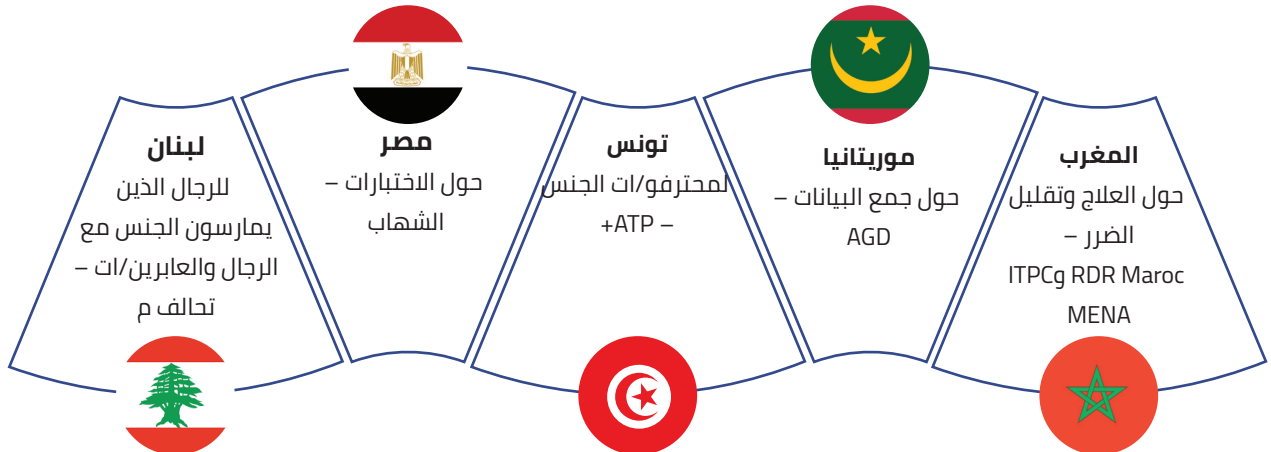 المغرب
حول العلاج وتقليل
الضرر –
RDR Maroc وITPC
MENA
موريتانيا
حول جمع البيانات –
AGD
تونس
لمحترفو/ات الجنس
– ATP+
مصر
حول الاختبارات –
الشهاب
لبنان
للرجال الذين
يمارسون الجنس مع
الرجال والعابرين/ات –
تحالف م